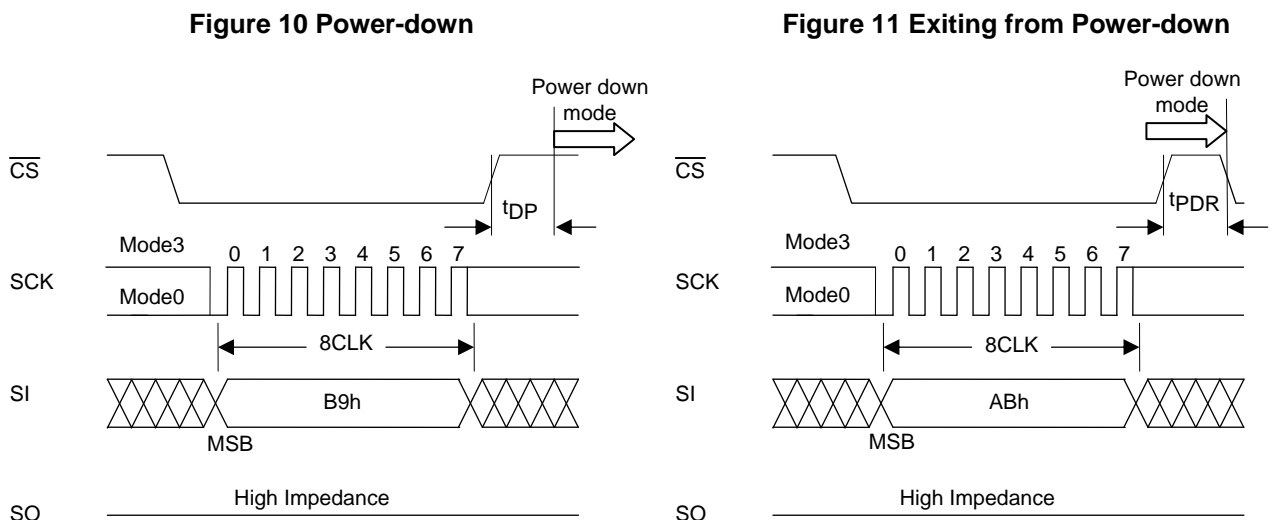 Figure 10 Power-down
Power down
mode
CS
tDP
Mode3
0 1 2 3 4 5 6 7
SCK
Mode0
8CLK
SI
B9h
MSB
High Impedance
SO
Figure 11 Exiting from Power-down
Power down
mode
CS
tPDR
Mode3
0 1 2 3 4 5 6 7
SCK
Mode0
8CLK
SI
ABh
MSB
High Impedance
SO